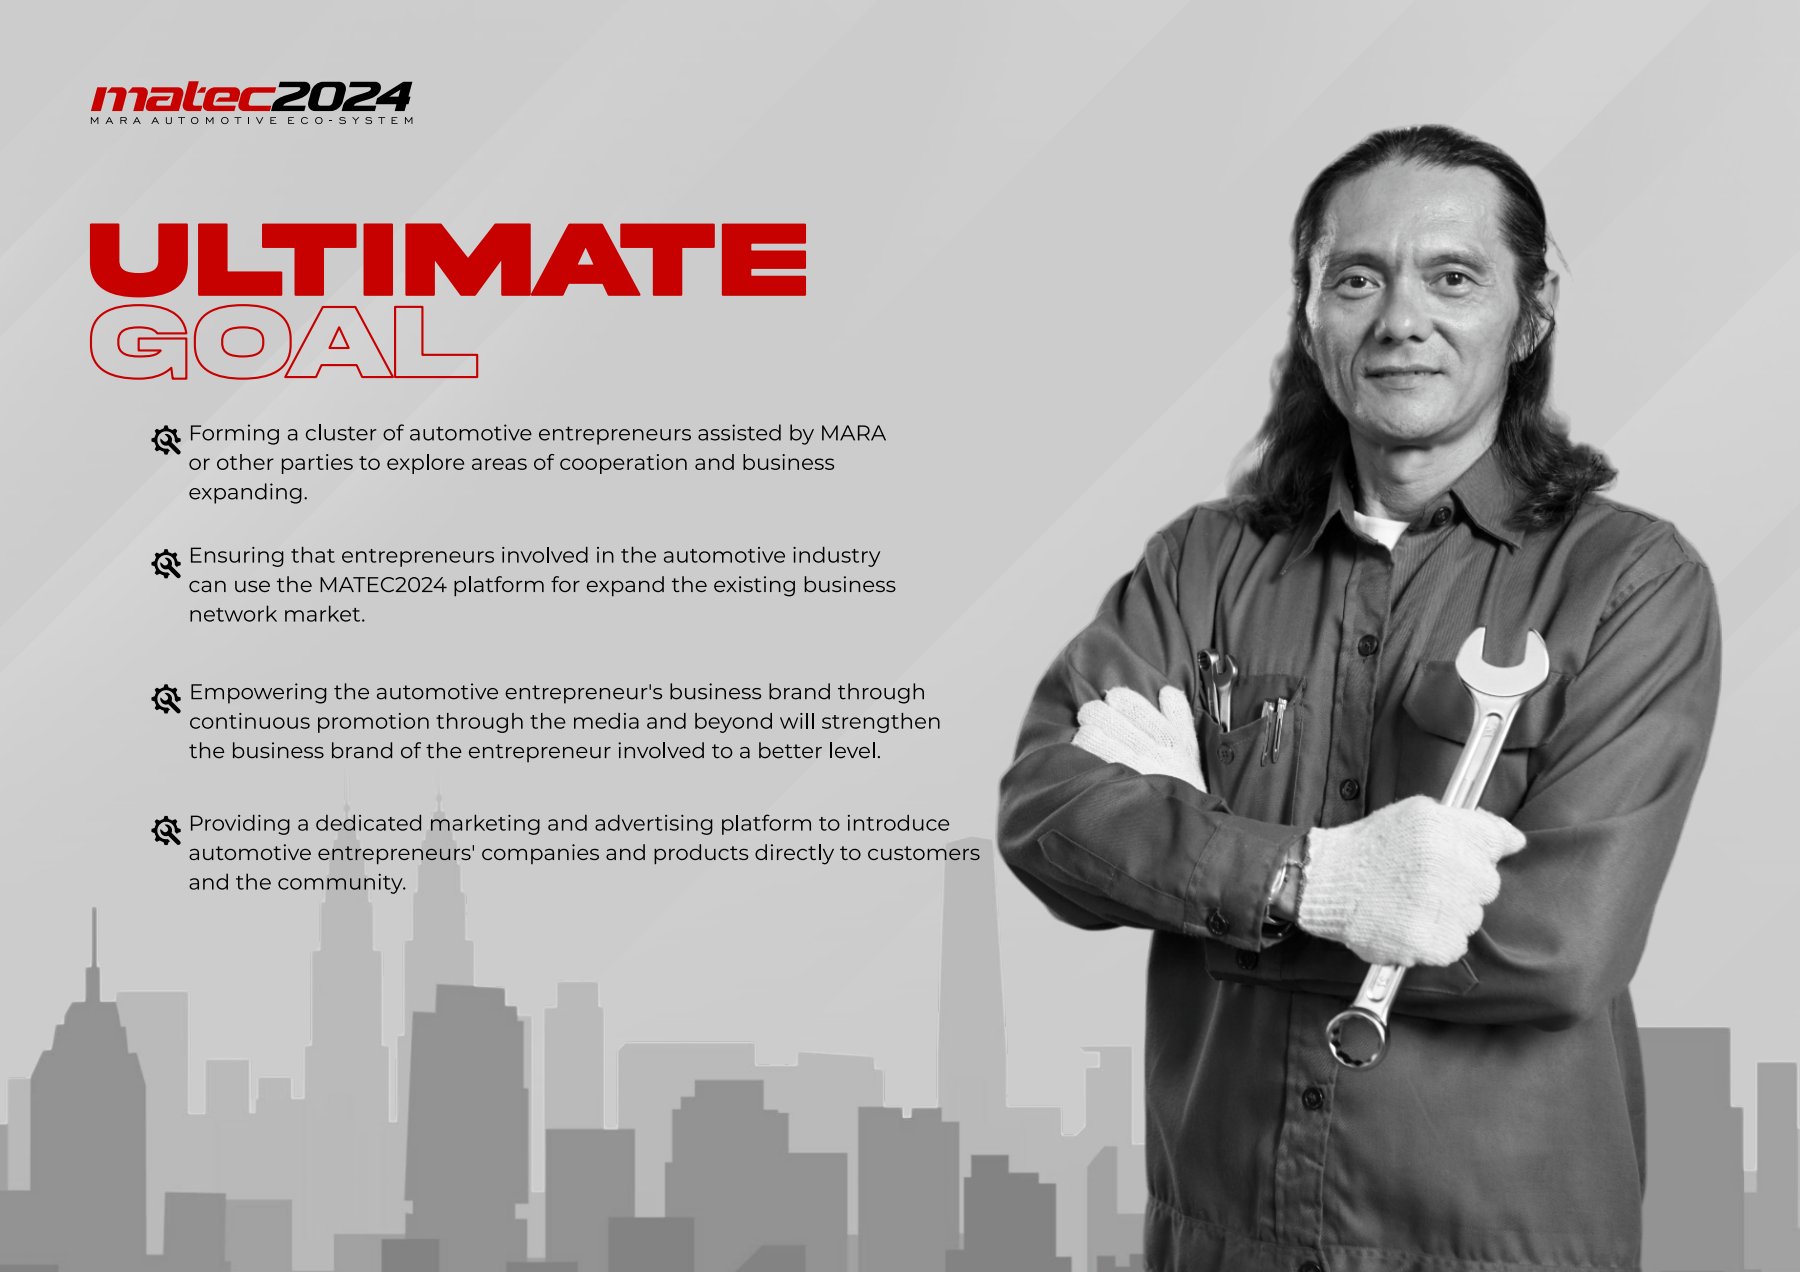 matec2024
MARA AUTOMOTIVE ECO-SYSTEM
ULTIMATE
GOAL
Forming a cluster of automotive entrepreneurs assisted by MARA
or other parties to explore areas of cooperation and business
expanding.
Ensuring that entrepreneurs involved in the automotive industry
can use the MATEC2024 platform for expand the existing business
network market.
Empowering the automotive entrepreneur's business brand through
continuous promotion through the media and beyond will strengthen
the business brand of the entrepreneur involved to a better level.
Providing a dedicated marketing and advertising platform to introduce
automotive entrepreneurs' companies and products directly to customers
and the community.